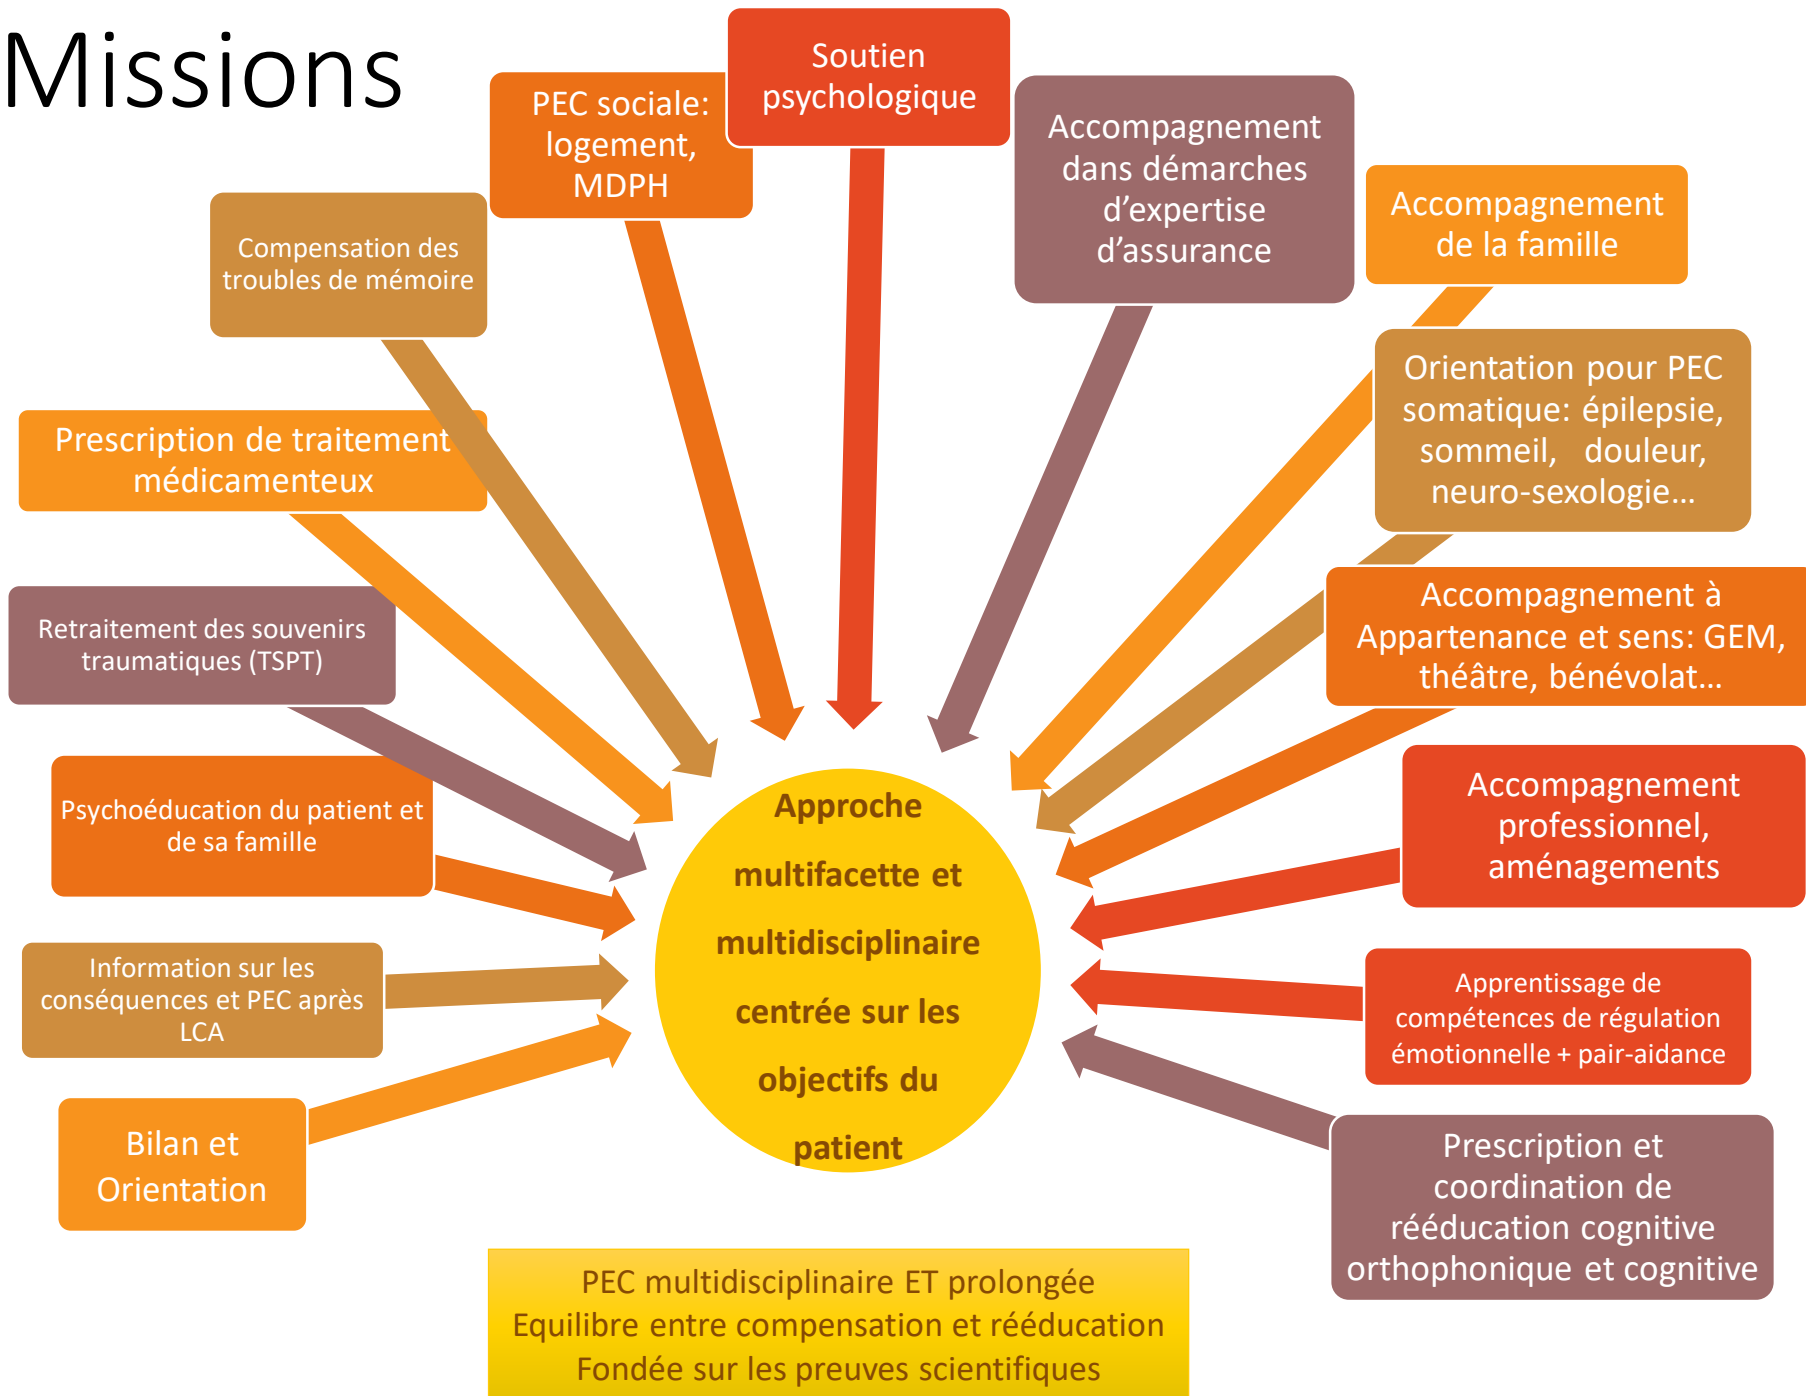 Missions
Soutien
psychologique
PEC sociale:
logement,
MDPH
Accompagnement
dans démarches
d'expertise
d'assurance
Accompagnement
de la famille
Compensation des
troubles de mémoire
Orientation pour PEC
somatique: épilepsie,
sommeil, douleur,
neuro-sexologie...
Prescription de traitement
médicamenteux
Accompagnement à
Appartenance et sens: GEM,
théâtre, bénévolat...
Retraitement des souvenirs
traumatiques (TSPT)
Accompagnement
professionnel,
aménagements
Psychoéducation du patient et
de sa famille
Approche
multifacette et
multidisciplinaire
centrée sur les
objectifs du
patient
Information sur les
conséquences et PEC après
LCA
Apprentissage de
compétences de régulation
émotionnelle + pair-aidance
Bilan et
Orientation
Prescription et
coordination de
rééducation cognitive
orthophonique et cognitive
PEC multidisciplinaire ET prolongée
Equilibre entre compensation et rééducation
Fondée sur les preuves scientifiques